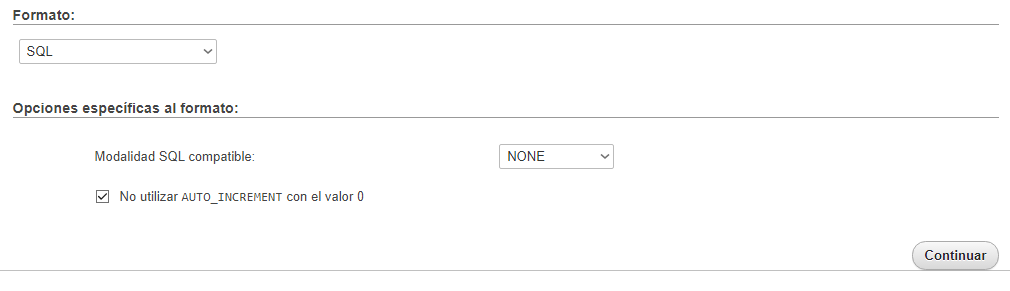 Formato:
SQL
Opciones específicas al formato:
Modalidad SQL compatible:
NONE
No utilizar AUTO_INCREMENT con el valor 0
Continuar